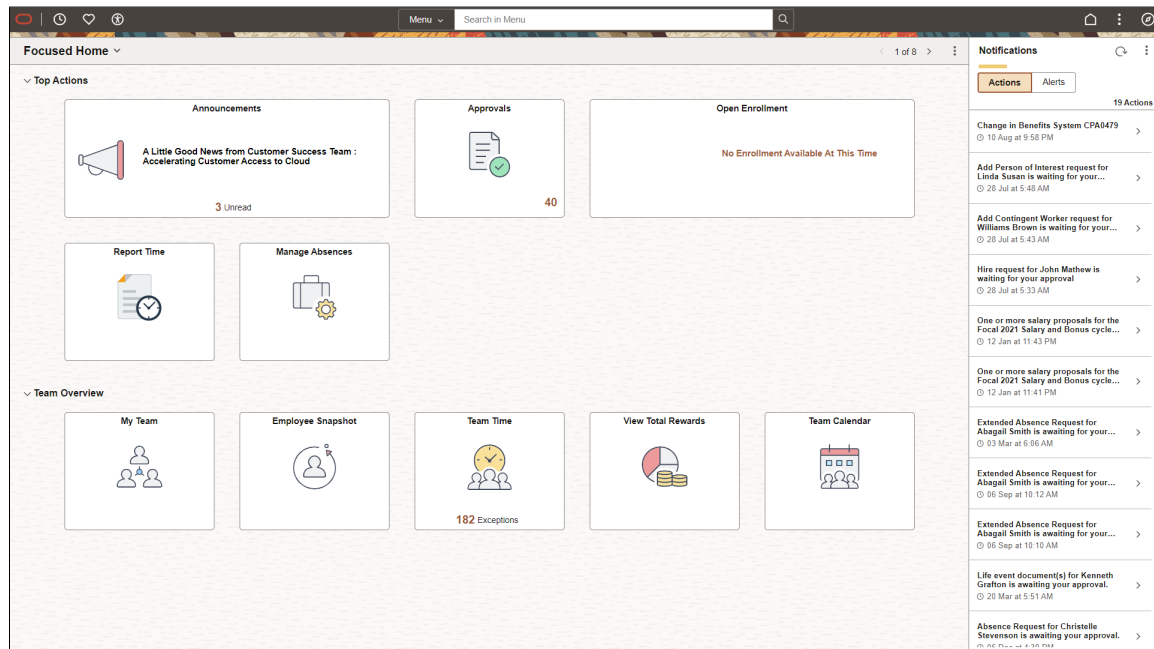 Menu
Search in Menu
Focused Home
1 of 8
Top Actions
Announcements
A Little Good News from Customer Success Team :
Accelerating Customer Access to Cloud
3 Unread
Approvals
40
Open Enrollment
No Enrollment Available At This Time
Report Time
Manage Absences
Team Overview
My Team
Employee Snapshot
Team Time
182 Exceptions
View Total Rewards
Team Calendar
Notifications
Actions
Alerts
19 Actions
Change in Benefits System CPA0479
10 Aug at 9:58 PM
Add Person of Interest request for
Linda Susan is waiting for your...
28 Jul at 5:48 AM
Add Contingent Worker request for
Williams Brown is waiting for your...
28 Jul at 5:43 AM
Hire request for John Mathew is
waiting for your approval
28 Jul at 5:33 AM
One or more salary proposals for the
Focal 2021 Salary and Bonus cycle...
12 Jan at 11:43 PM
One or more salary proposals for the
Focal 2021 Salary and Bonus cycle...
12 Jan at 11:41 PM
Extended Absence Request for
Abagail Smith is awaiting for your...
03 Mar at 6:06 AM
Extended Absence Request for
Abagail Smith is awaiting for your...
06 Sep at 10:12 AM
Extended Absence Request for
Abagail Smith is awaiting for your...
06 Sep at 10:10 AM
Life event document(s) for Kenneth
Grafton is awaiting your approval.
20 Mar at 5:51 AM
Absence Request for Christelle
Stevenson is awaiting your approval.